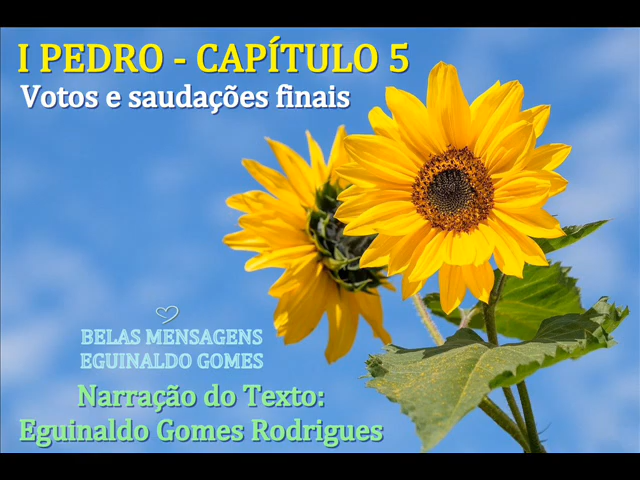 I PEDRO - CAPÍTULO 5
Votos e saudações finais
BELAS MENSAGENS
EGUINALDO GOMES
Narração do Texto:
Eguinaldo Gomes Rodrigues